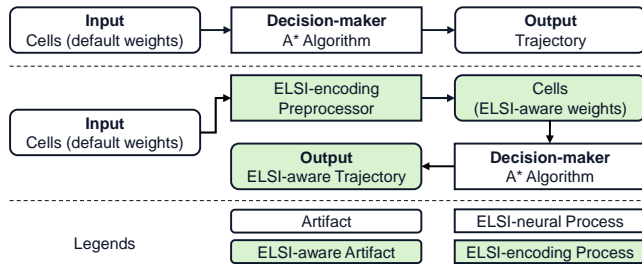 Input
Cells (default weights)
Decision-maker
A* Algorithm
Output
Trajectory
Input
Cells (default weights)
ELSI-encoding
Preprocessor
Cells
(ELSI-aware weights)
Output
ELSI-aware Trajectory
Decision-maker
A* Algorithm
Legends
Artifact
ELSI-neural Process
ELSI-aware Artifact
ELSI-encoding Process